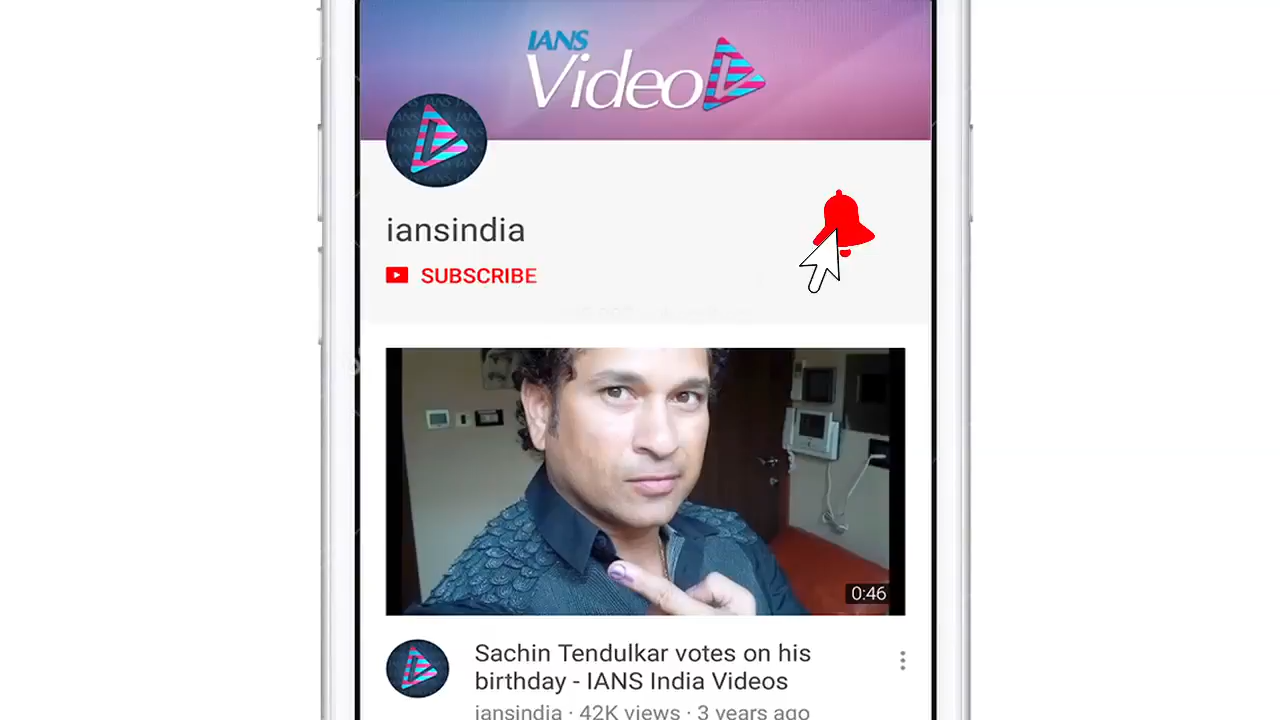 IANS
Video
iansindia
SUBSCRIBE
0:46
Sachin Tendulkar votes on his
birthday - IANS India Videos
iansindia · 42K views · 3 years ago